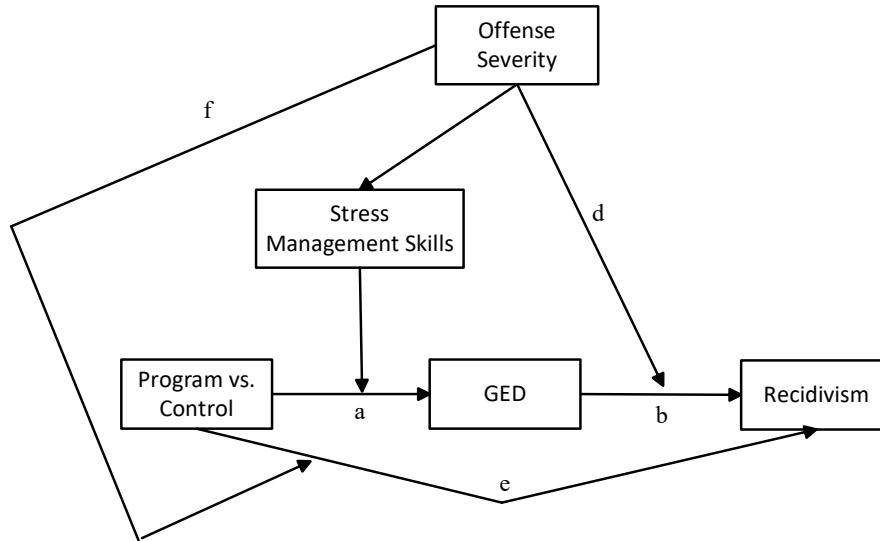 Offense
Severity
f
Stress
Management Skills
d
Program vs.
Control
a
GED
b
Recidivism
e